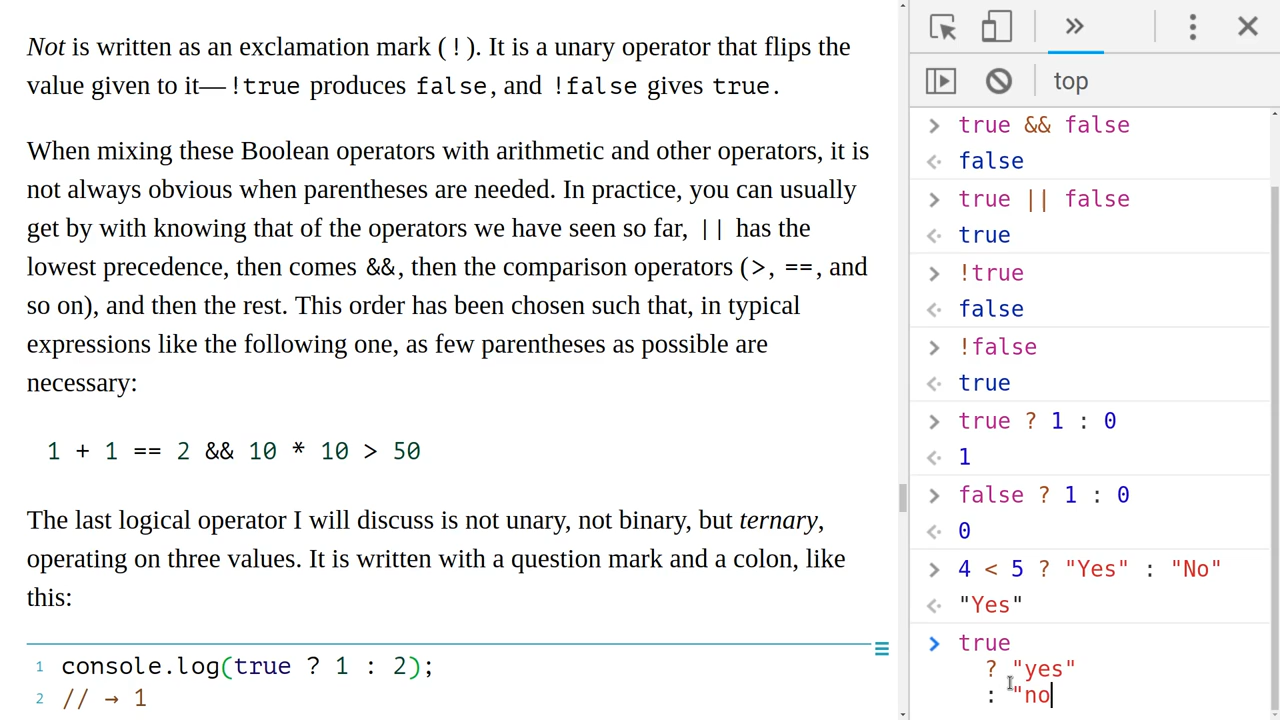 Not is written as an exclamation mark (!). It is a unary operator that flips the
value given to it—!true produces false, and !false gives true.
When mixing these Boolean operators with arithmetic and other operators, it is
not always obvious when parentheses are needed. In practice, you can usually
get by with knowing that of the operators we have seen so far, || has the
lowest precedence, then comes &&, then the comparison operators (>, ==, and
so on), and then the rest. This order has been chosen such that, in typical
expressions like the following one, as few parentheses as possible are
necessary:
1 + 1 == 2 && 10 * 10 > 50
The last logical operator I will discuss is not unary, not binary, but ternary,
operating on three values. It is written with a question mark and a colon, like
this:
1 console.log(true ? 1 : 2);
2 // → 1
top
true && false
false
true || false
true
!true
false
!false
true
true ? 1 : 0
1
false ? 1 : 0
0
4 < 5 ? "Yes" : "No"
"Yes"
true
? "yes"
: "no